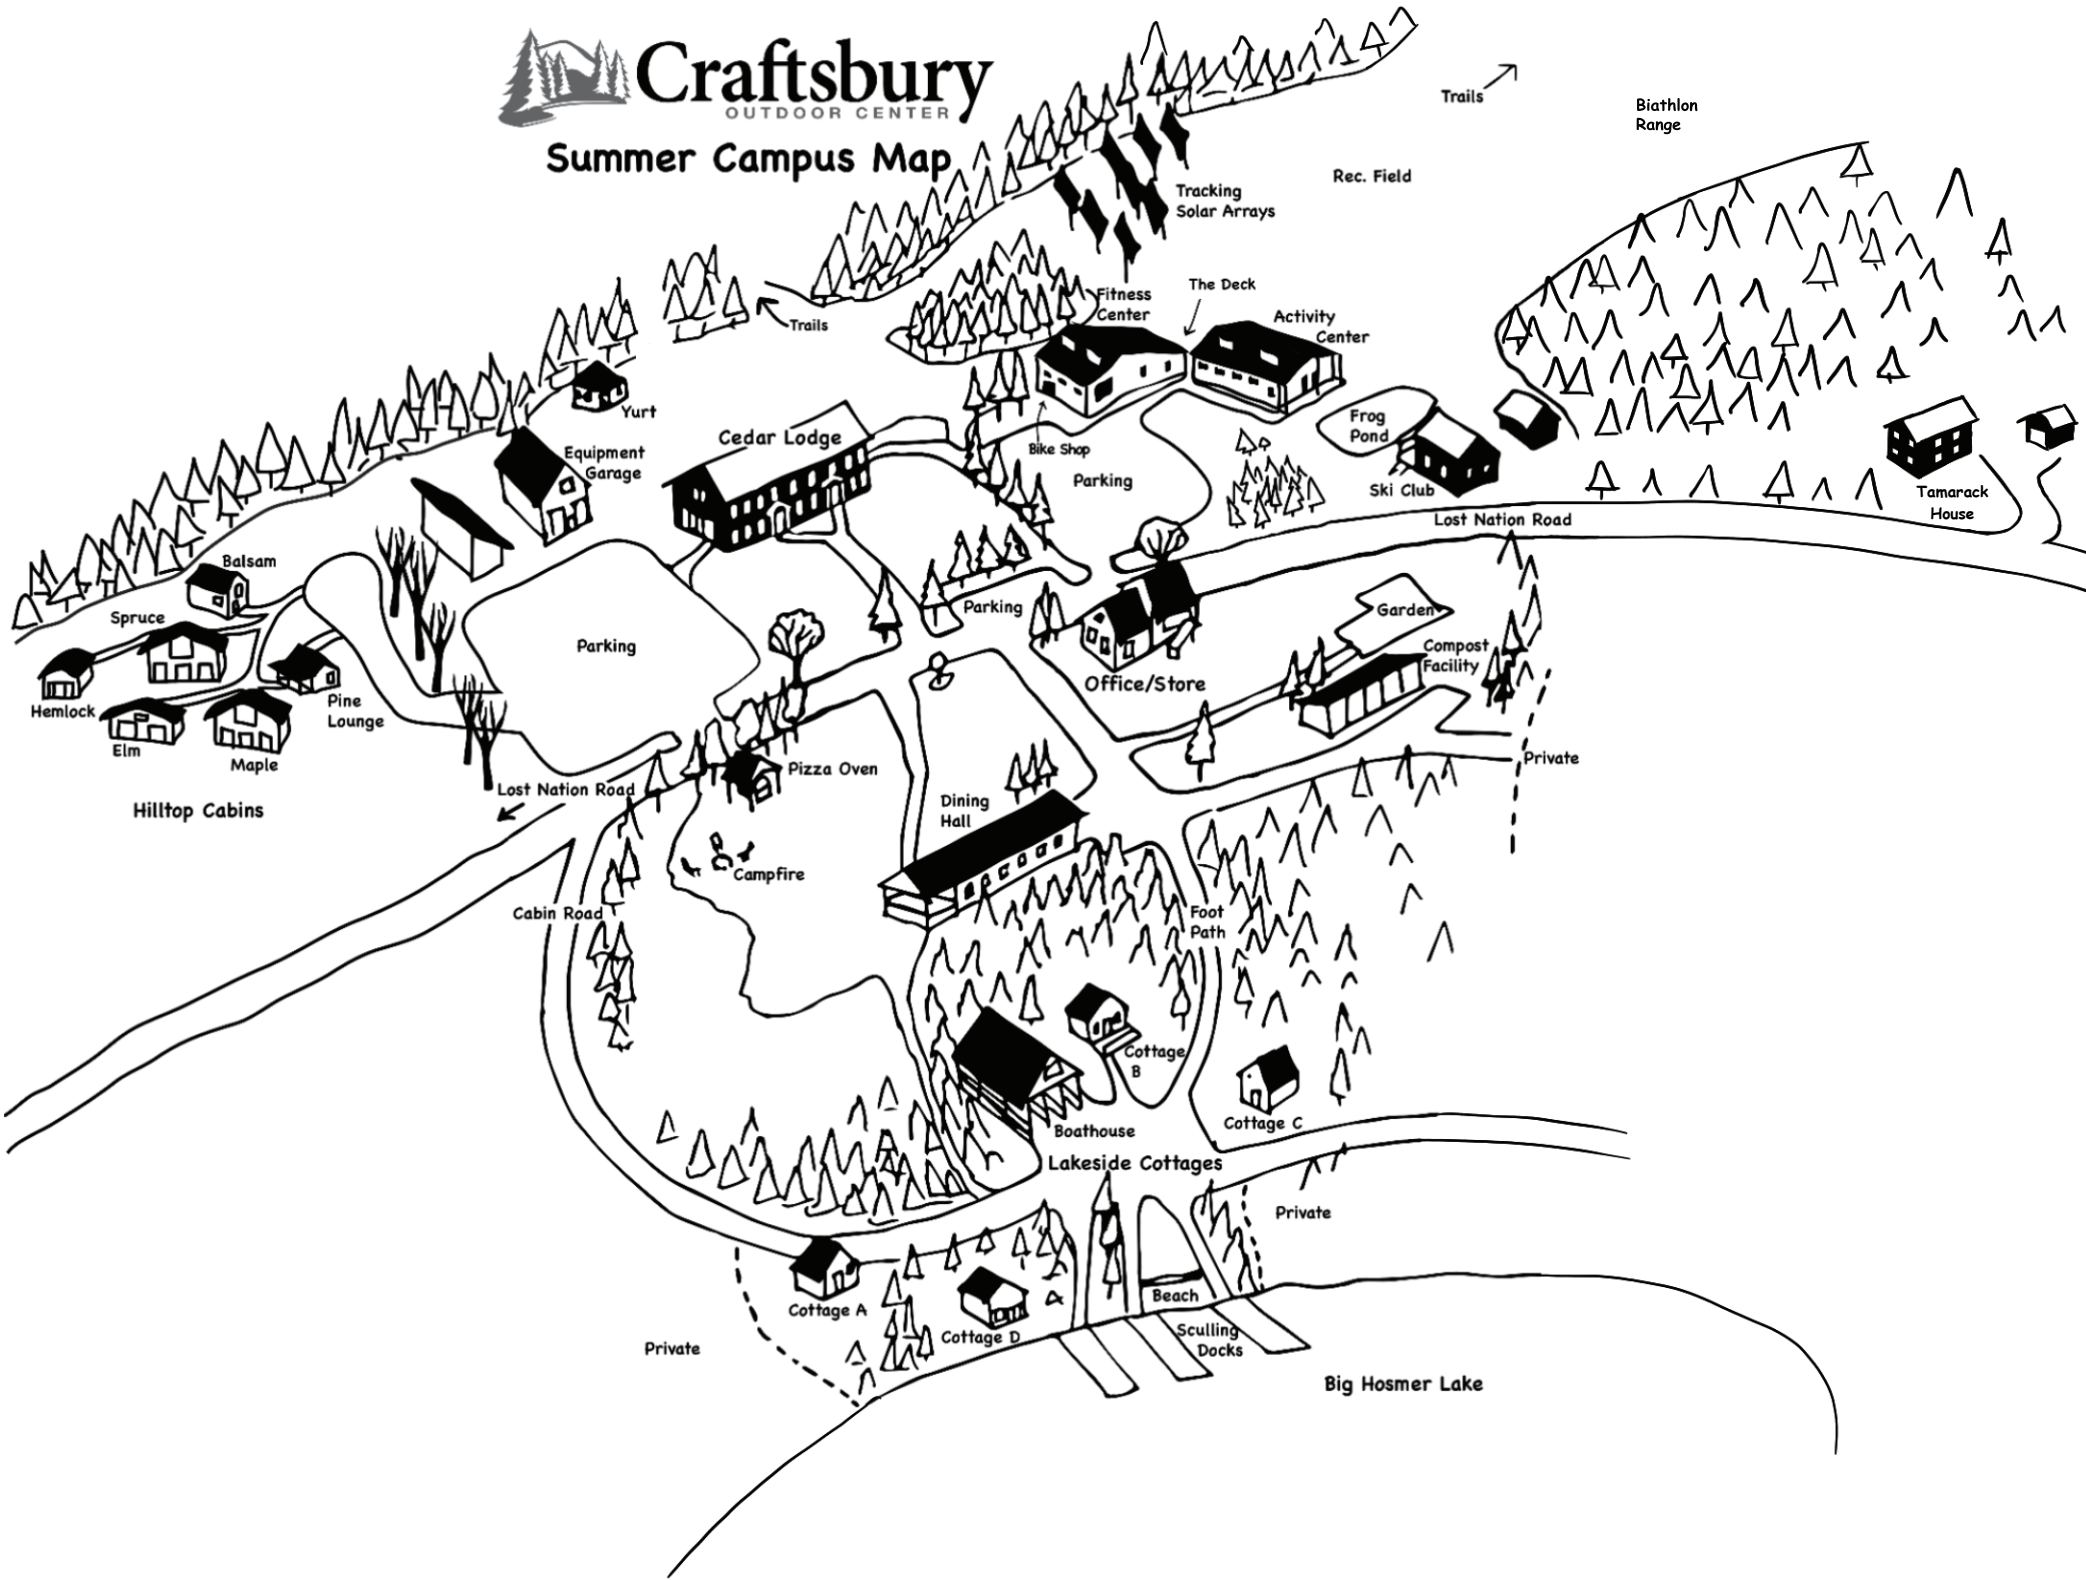 Craftsbury
OUTDOOR CENTER
Summer Campus Map
Trails
Biathlon
Range
Rec. Field
Tracking
Solar Arrays
The Deck
Fitness
Center
Activity
Center
Trails
Yurt
Frog
Pond
Cedar Lodge
Equipment
Garage
Bike Shop
Parking
Ski Club
Tamarack
House
Lost Nation Road
Balsam
Spruce
Parking
Garden
Parking
Compost
Facility
Office/Store
Hemlock
Pine
Lounge
Elm
Maple
Private
Pizza Oven
Lost Nation Road
Hilltop Cabins
Dining
Hall
Campfire
Cabin Road
Foot
Path
Cottage
B
Cottage C
Boathouse
Lakeside Cottages
Private
Beach
Cottage A
Cottage D
Sculling
Docks
Private
Big Hosmer Lake